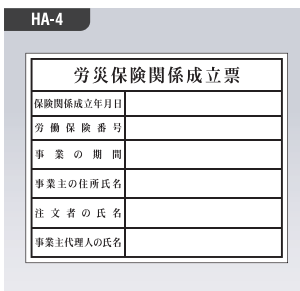 HA-4
労災保険関係成立票
保険関係成立年月日
労働保険番号
事業の期間
事業主の住所氏名
注文者の氏名
事業主代理人の氏名